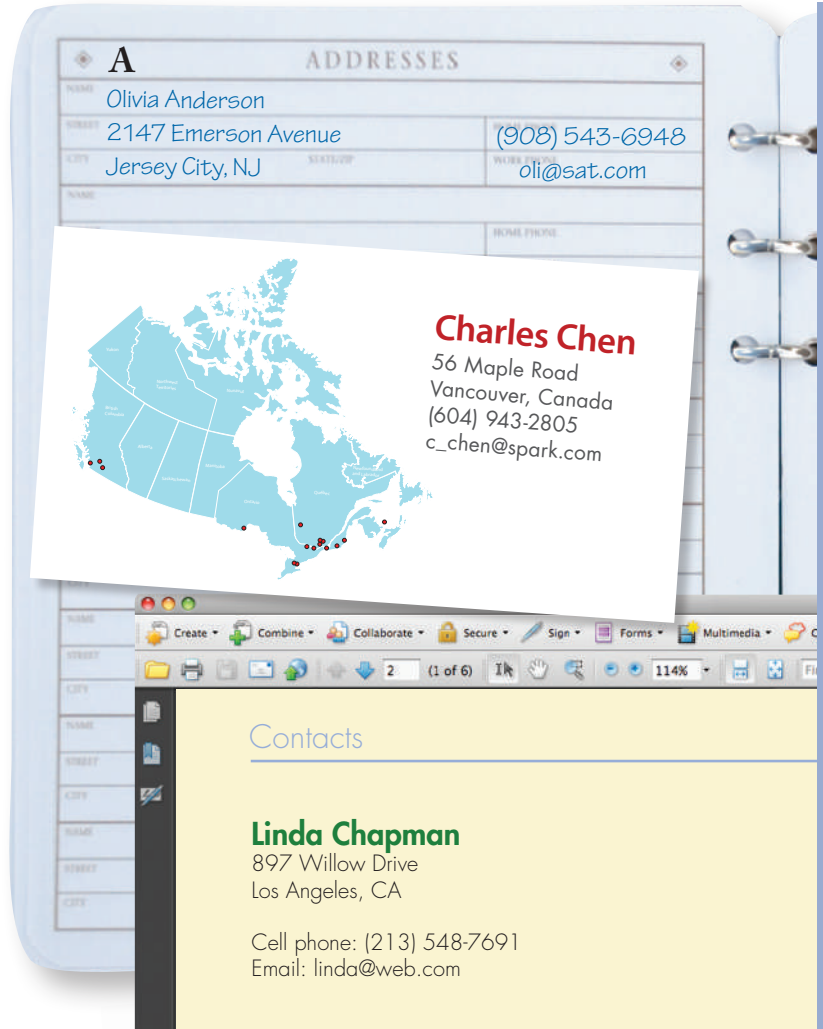 A
ADDRESSES
NAME
Olivia Anderson
STREET
2147 Emerson Avenue
HOME PHONE
(908) 543-6948
CITY
Jersey City, NJ
STATE/ZIP
WORK PHONE
oli@sat.com
NAME
HOME PHONE
Charles Chen
56 Maple Road
Vancouver, Canada
(604) 943-2805
c_chen@spark.com
CITY
NAME
STREET
CITY
NAME
STREET
CITY
NAME
STREET
CITY
Create
Combine
Collaborate
Secure
Sign
Forms
Multimedia
C
2
(1 of 6)
114%
Fi
Contacts
Linda Chapman
897 Willow Drive
Los Angeles, CA
Cell phone: (213) 548-7691
Email: linda@web.com